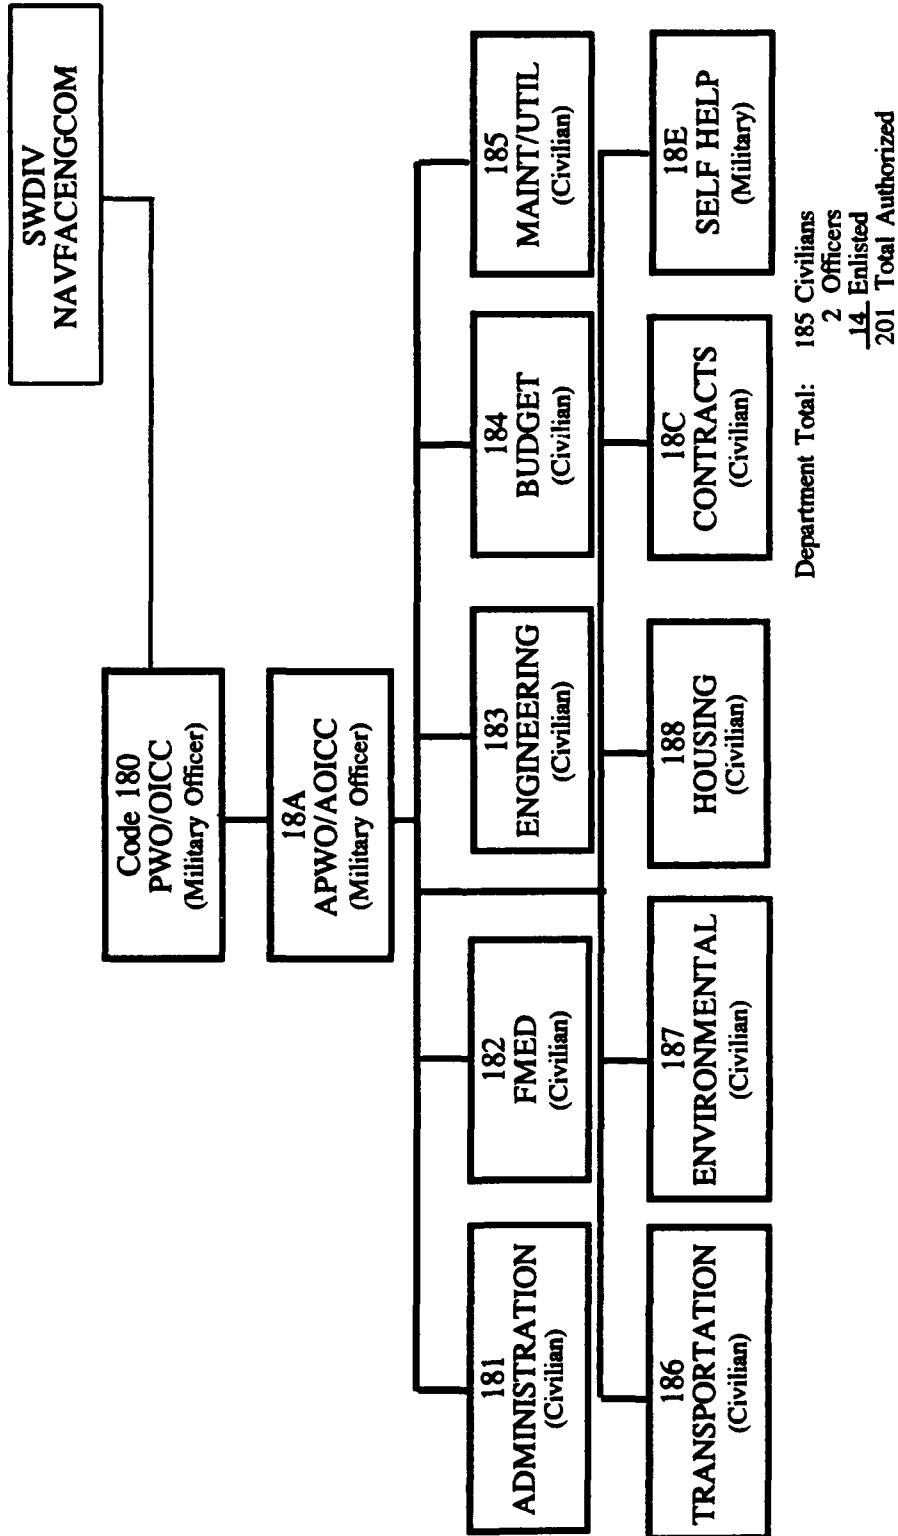 SWDIV
NAVFACENGCOM
Code 180
PWO/OICC
(Military Officer)
18A
APWO/AOICC
(Military Officer)
181
ADMINISTRATION
(Civilian)
182
FMED
(Civilian)
183
ENGINEERING
(Civilian)
184
BUDGET
(Civilian)
185
MAINT/UTIL
(Civilian)
186
TRANSPORTATION
(Civilian)
187
ENVIRONMENTAL
(Civilian)
188
HOUSING
(Civilian)
18C
CONTRACTS
(Civilian)
18E
SELF HELP
(Military)
Department Total: 185 Civilians
2 Officers
14 Enlisted
201 Total Authorized